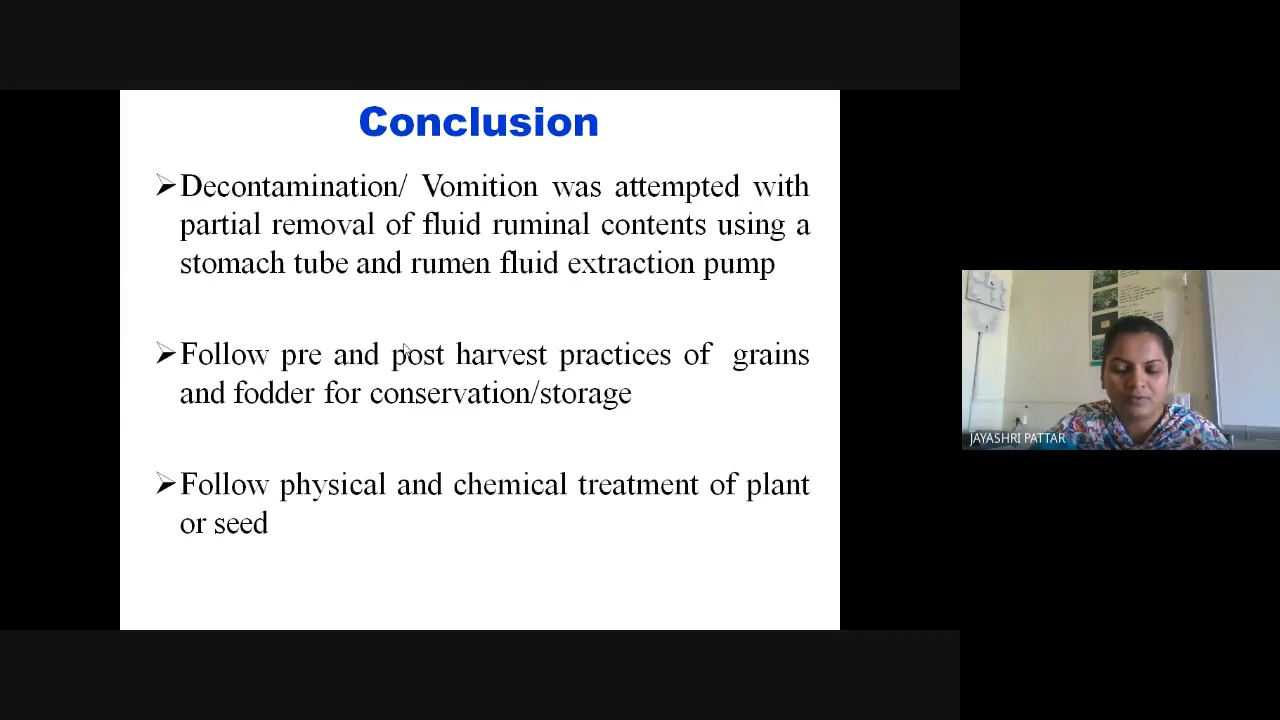 Conclusion
➢Decontamination/ Vomition was attempted with
partial removal of fluid ruminal contents using a
stomach tube and rumen fluid extraction pump
➢Follow pre and post harvest practices of grains
and fodder for conservation/storage
➢Follow physical and chemical treatment of plant
or seed
JAYASHRI PATTAR